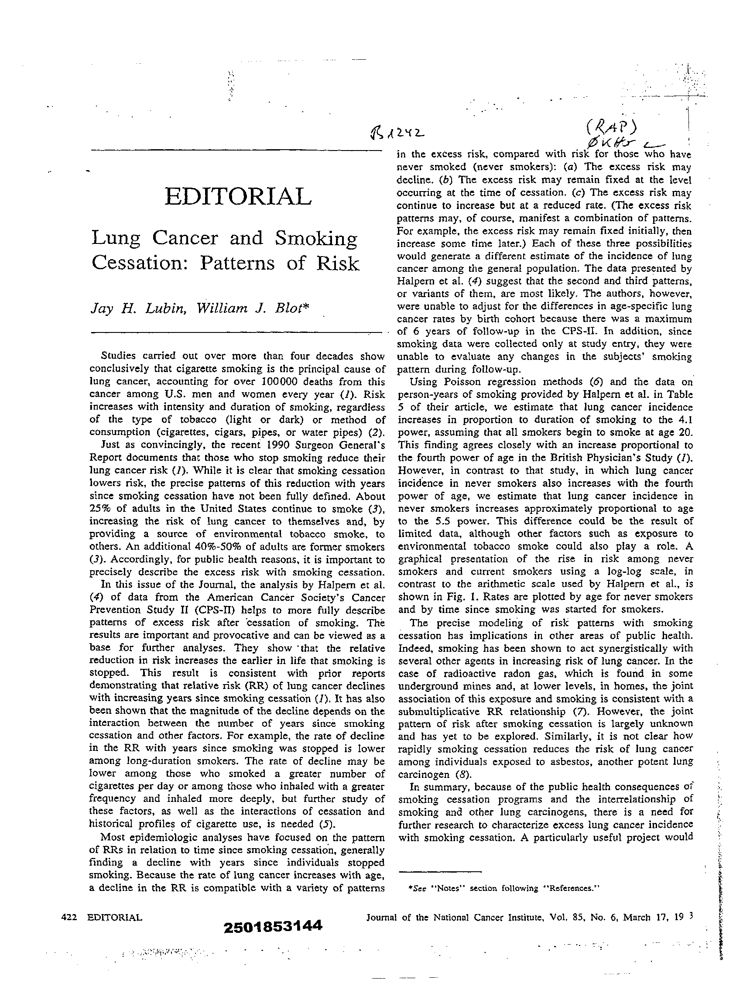 B1242
(RAP)
EDITORIAL
Lung Cancer and Smoking
Cessation: Patterns of Risk
Jay H. Lubin, William J. Blot*
Studies carried out over more than four decades show
conclusively that cigarette smoking is the principal cause of
lung cancer, accounting for over 100000 deaths from this
cancer among U.S. men and women every year (1). Risk
increases with intensity and duration of smoking, regardless
of the type of tobacco (light or dark) or method of
consumption (cigarettes, cigars, pipes, or water pipes) (2).
Just as convincingly, the recent 1990 Surgeon General's
Report documents that those who stop smoking reduce their
lung cancer risk (1). While it is clear that smoking cessation
lowers risk, the precise patterns of this reduction with years
since smoking cessation have not been fully defined. About
25% of adults in the United States continue to smoke (3),
increasing the risk of lung cancer to themselves and, by
providing a source of environmental tobacco smoke, to
others. An additional 40%-50% of adults are former smokers
(3). Accordingly, for public health reasons, it is important to
precisely describe the excess risk with smoking cessation.
In this issue of the Journal, the analysis by Halpern et al.
(4) of data from the American Cancer Society's Cancer
Prevention Study II (CPS-II) helps to more fully describe
patterns of excess risk after cessation of smoking. The
results are important and provocative and can be viewed as a
base for further analyses. They show that the relative
reduction in risk increases the earlier in life that smoking is
stopped. This result is consistent with prior reports
demonstrating that relative risk (RR) of lung cancer declines
with increasing years since smoking cessation (1). It has also
been shown that the magnitude of the decline depends on the
interaction between the number of years since smoking
cessation and other factors. For example, the rate of decline
in the RR with years since smoking was stopped is lower
among long-duration smokers. The rate of decline may be
lower among those who smoked a greater number of
cigarettes per day or among those who inhaled with a greater
frequency and inhaled more deeply, but further study of
these factors, as well as the interactions of cessation and
historical profiles of cigarette use, is needed (5).
Most epidemiologic analyses have focused on the pattern
of RRs in relation to time since smoking cessation, generally
finding a decline with years since individuals stopped
smoking. Because the rate of lung cancer increases with age,
a decline in the RR is compatible with a variety of patterns
in the excess risk, compared with risk for those who have
never smoked (never smokers): (a) The excess risk may
decline. (b) The excess risk may remain fixed at the level
occurring at the time of cessation. (c) The excess risk may
continue to increase but at a reduced rate. (The excess risk
patterns may, of course, manifest a combination of patterns.
For example, the excess risk may remain fixed initially, then
increase some time later.) Each of these three possibilities
would generate a different estimate of the incidence of lung
cancer among the general population. The data presented by
Halpern et al. (4) suggest that the second and third patterns,
or variants of them, are most likely. The authors, however,
were unable to adjust for the differences in age-specific lung
cancer rates by birth cohort because there was a maximum
of 6 years of follow-up in the CPS-II. In addition, since
smoking data were collected only at study entry, they were
unable to evaluate any changes in the subjects' smoking
pattern during follow-up.
Using Poisson regression methods (6) and the data on
person-years of smoking provided by Halpern et al. in Table
5 of their article, we estimate that lung cancer incidence
increases in proportion to duration of smoking to the 4.1
power, assuming that all smokers begin to smoke at age 20.
This finding agrees closely with an increase proportional to
the fourth power of age in the British Physician's Study (1).
However, in contrast to that study, in which lung cancer
incidence in never smokers also increases with the fourth
power of age, we estimate that lung cancer incidence in
never smokers increases approximately proportional to age
to the 5.5 power. This difference could be the result of
limited data, although other factors such as exposure to
environmental tobacco smoke could also play a role. A
graphical presentation of the rise in risk among never
smokers and current smokers using a log-log scale, in
contrast to the arithmetic scale used by Halpern et al., is
shown in Fig. 1. Rates are plotted by age for never smokers
and by time since smoking was started for smokers.
The precise modeling of risk patterns with smoking
cessation has implications in other areas of public health.
Indeed, smoking has been shown to act synergistically with
several other agents in increasing risk of lung cancer. In the
case of radioactive radon gas, which is found in some
underground mines and, at lower levels, in homes, the joint
association of this exposure and smoking is consistent with a
submultiplicative RR relationship (7). However, the joint
pattern of risk after smoking cessation is largely unknown
and has yet to be explored. Similarly, it is not clear how
rapidly smoking cessation reduces the risk of lung cancer
among individuals exposed to asbestos, another potent lung
carcinogen (8).
In summary, because of the public health consequences of
smoking cessation programs and the interrelationship of
smoking and other lung carcinogens, there is a need for
further research to characterize excess lung cancer incidence
with smoking cessation. A particularly useful project would
*See "Notes" section following "References."
422 EDITORIAL
2501853144
Journal of the National Cancer Institute, Vol. 85, No. 6, March 17, 19 3